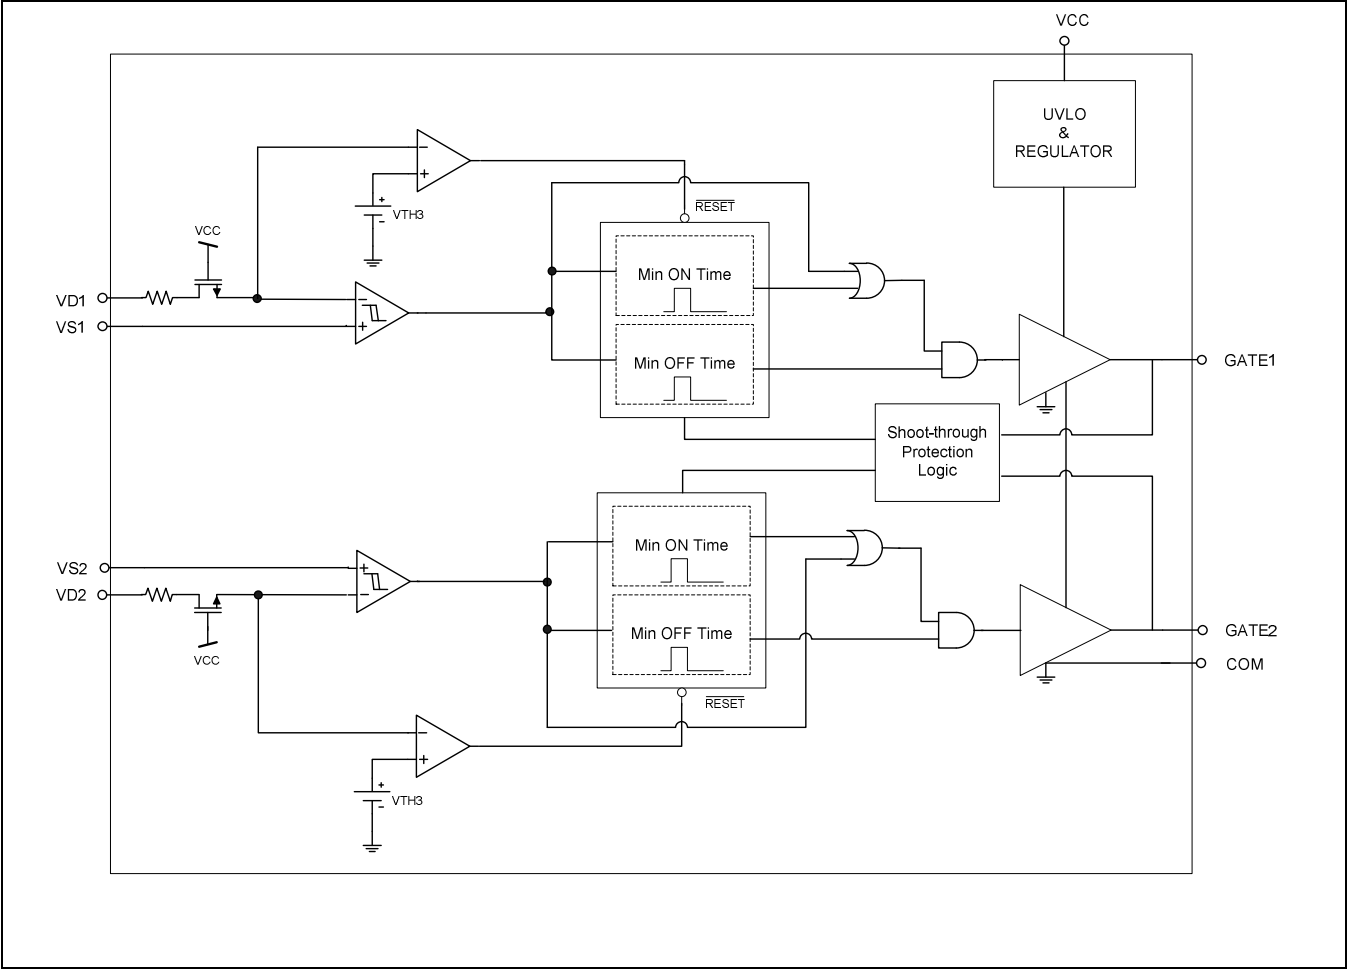 VCC
UVLO
&
REGULATOR
−
+
+
−
VTH3
RESET
VCC
Min ON Time
VD1
−
VS1
+
Min OFF Time
GATE1
Shoot-through
Protection
Logic
Min ON Time
VS2
+
VD2
−
Min OFF Time
GATE2
VCC
COM
RESET
−
+
+
−
VTH3